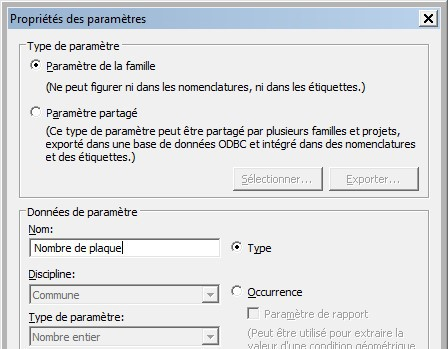 Propriétés des paramètres
Type de paramètre
Paramètre de la famille
(Ne peut figurer ni dans les nomenclatures, ni dans les étiquettes.)
Paramètre partagé
(Ce type de paramètre peut être partagé par plusieurs familles et projets,
exporté dans une base de données ODBC et intégré dans des nomenclatures
et des étiquettes.)
Sélectionner... Exporter...
Données de paramètre
Nom:
Nombre de plaque
Type
Discipline:
Commune
Occurrence
Paramètre de rapport
Type de paramètre:
(Peut être utilisé pour extraire la
Nombre entier
valeur d'une condition géométrique